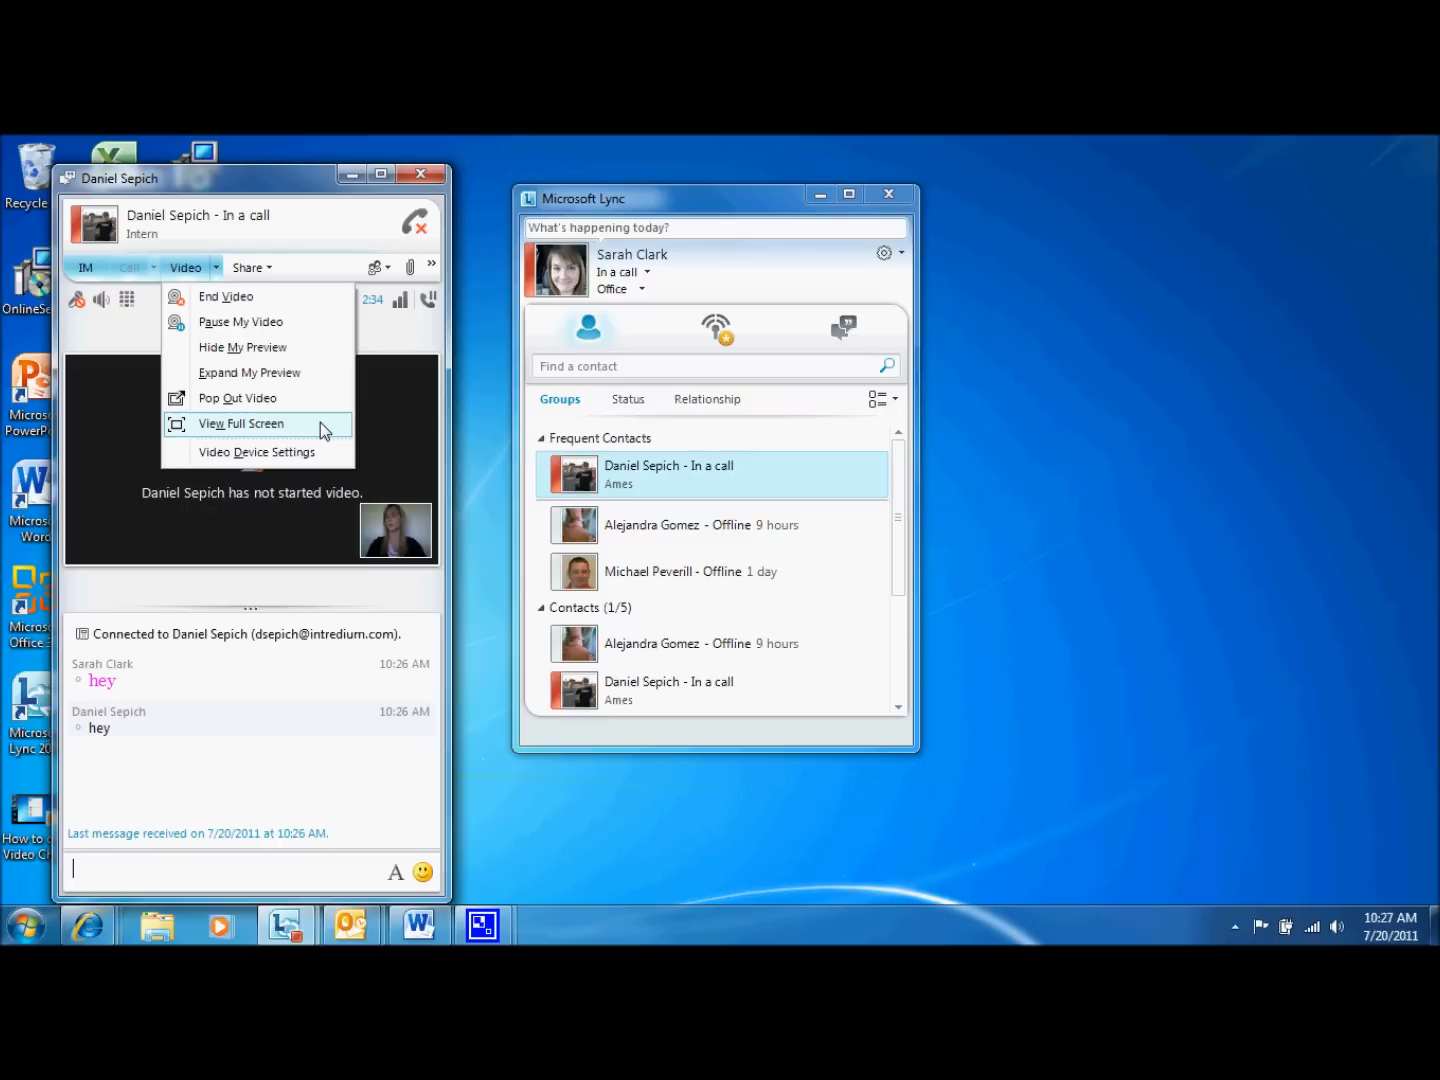 Recycle
OnlineSe
Micros
PowerPo
Micros
Word
Micros
Office 3
Micros
Lync 20
How to
Video Ch
Daniel Sepich
Daniel Sepich - In a call
Intern
IM
Call
Video
Share
End Video
Pause My Video
Hide My Preview
Expand My Preview
Pop Out Video
View Full Screen
Video Device Settings
2:34
Daniel Sepich has not started video.
Connected to Daniel Sepich (dsepich@intredium.com).
Sarah Clark 10:26 AM
hey
Daniel Sepich 10:26 AM
hey
Last message received on 7/20/2011 at 10:26 AM.
A
Microsoft Lync
What's happening today?
Sarah Clark
In a call
Office
Find a contact
Groups Status Relationship
Frequent Contacts
Daniel Sepich - In a call
Ames
Alejandra Gomez - Offline 9 hours
Michael Peverill - Offline 1 day
Contacts (1/5)
Alejandra Gomez - Offline 9 hours
Daniel Sepich - In a call
Ames
10:27 AM
7/20/2011